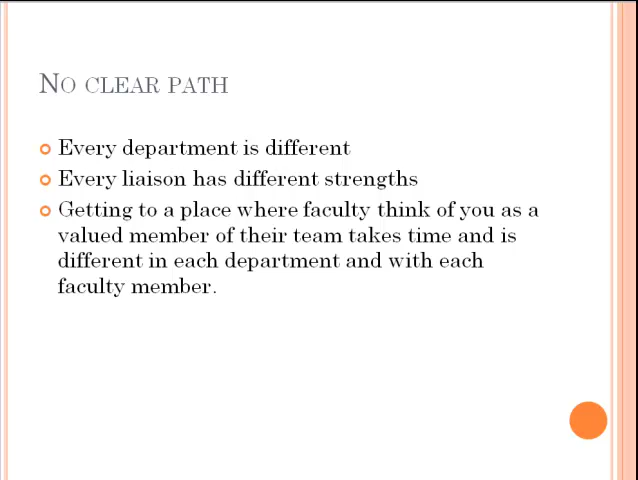 No clear path
Every department is different
Every liaison has different strengths
Getting to a place where faculty think of you as a
valued member of their team takes time and is
different in each department and with each
faculty member.